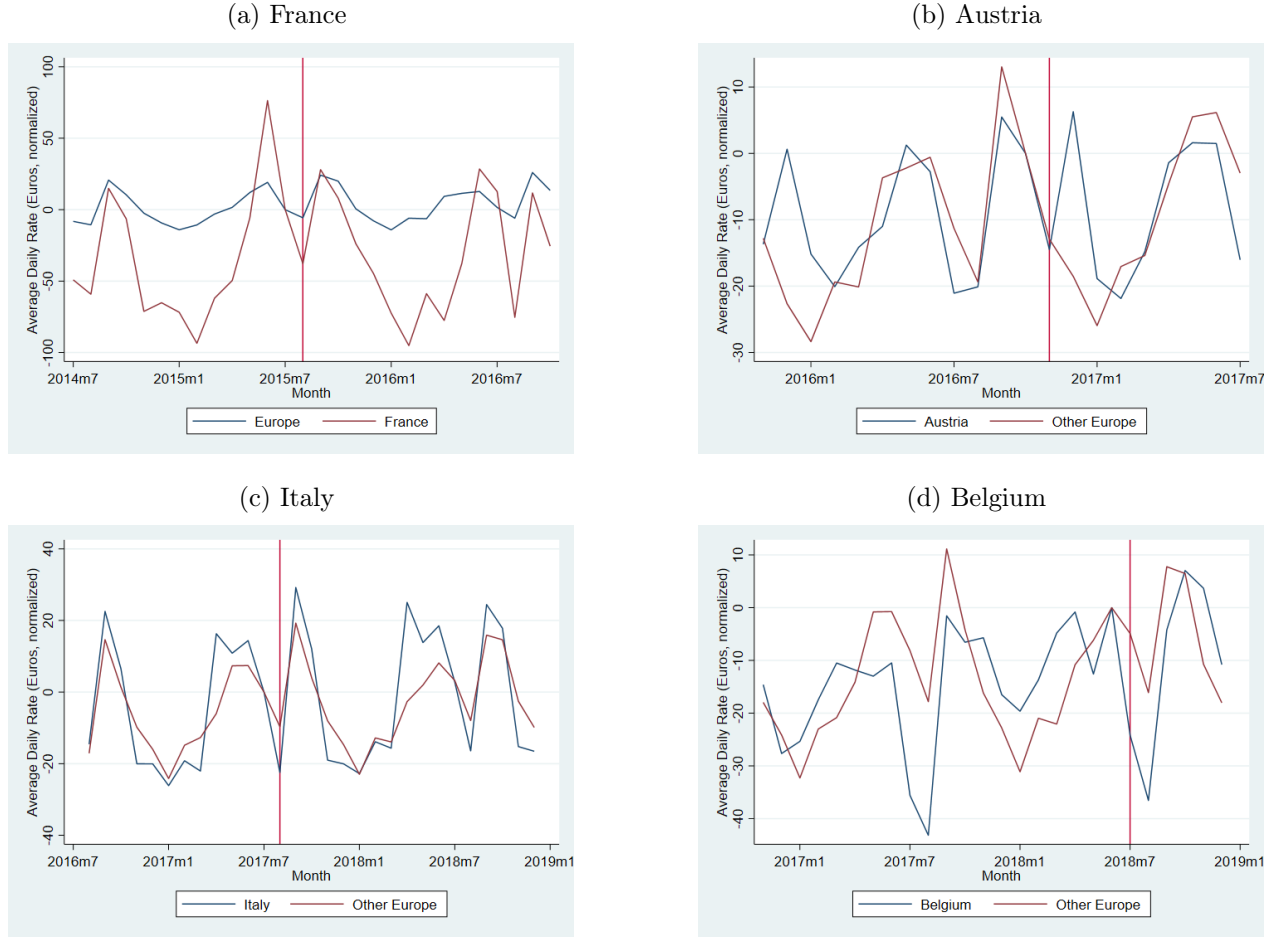 (a) France
Average Daily Rate (Euros, normalized)
100
50
0
-50
-100
2014m7 2015m1 2015m7 2016m1 2016m7
Month
Europe France
(b) Austria
Average Daily Rate (Euros, normalized)
10
0
-10
-20
-30
2016m1 2016m7 2017m1 2017m7
Month
Austria Other Europe
(c) Italy
Average Daily Rate (Euros, normalized)
40
20
0
-20
-40
2016m7 2017m1 2017m7 2018m1 2018m7 2019m1
Month
Italy Other Europe
(d) Belgium
Average Daily Rate (Euros, normalized)
10
0
-10
-20
-30
-40
2017m1 2017m7 2018m1 2018m7 2019m1
Month
Belgium Other Europe